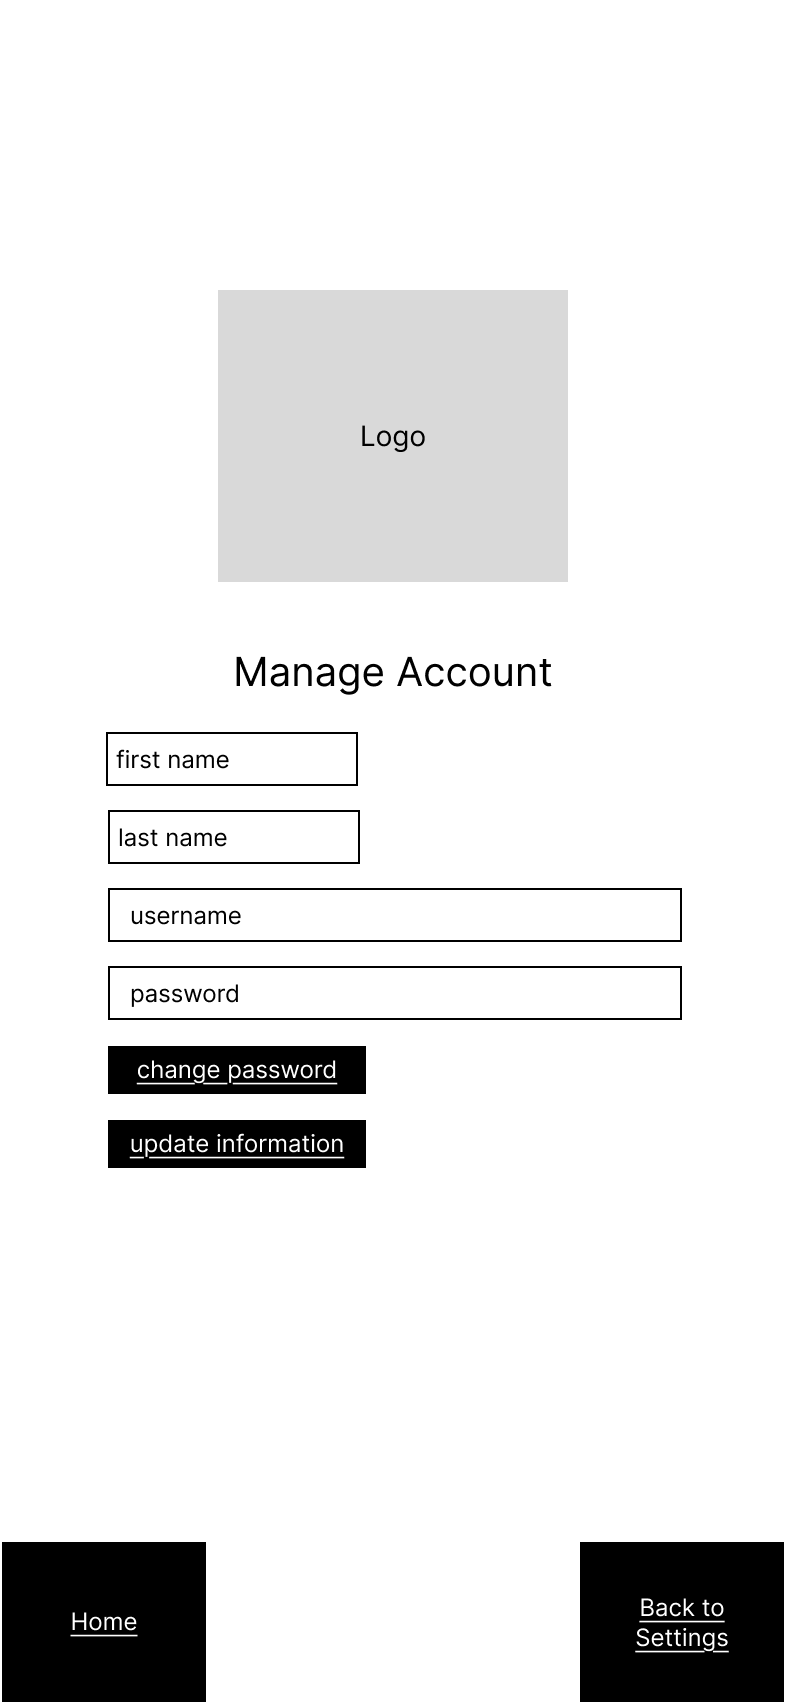 Logo
Manage Account
first name
last name
username
password
change password
update information
Home
Back to
Settings